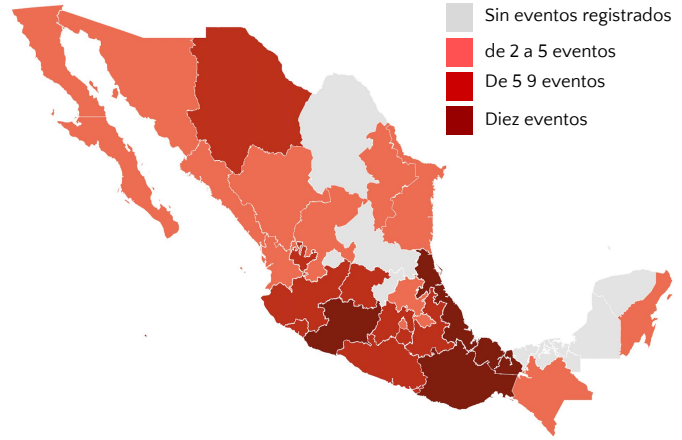 Sin eventos registrados
de 2 a 5 eventos
De 5 9 eventos
Diez eventos